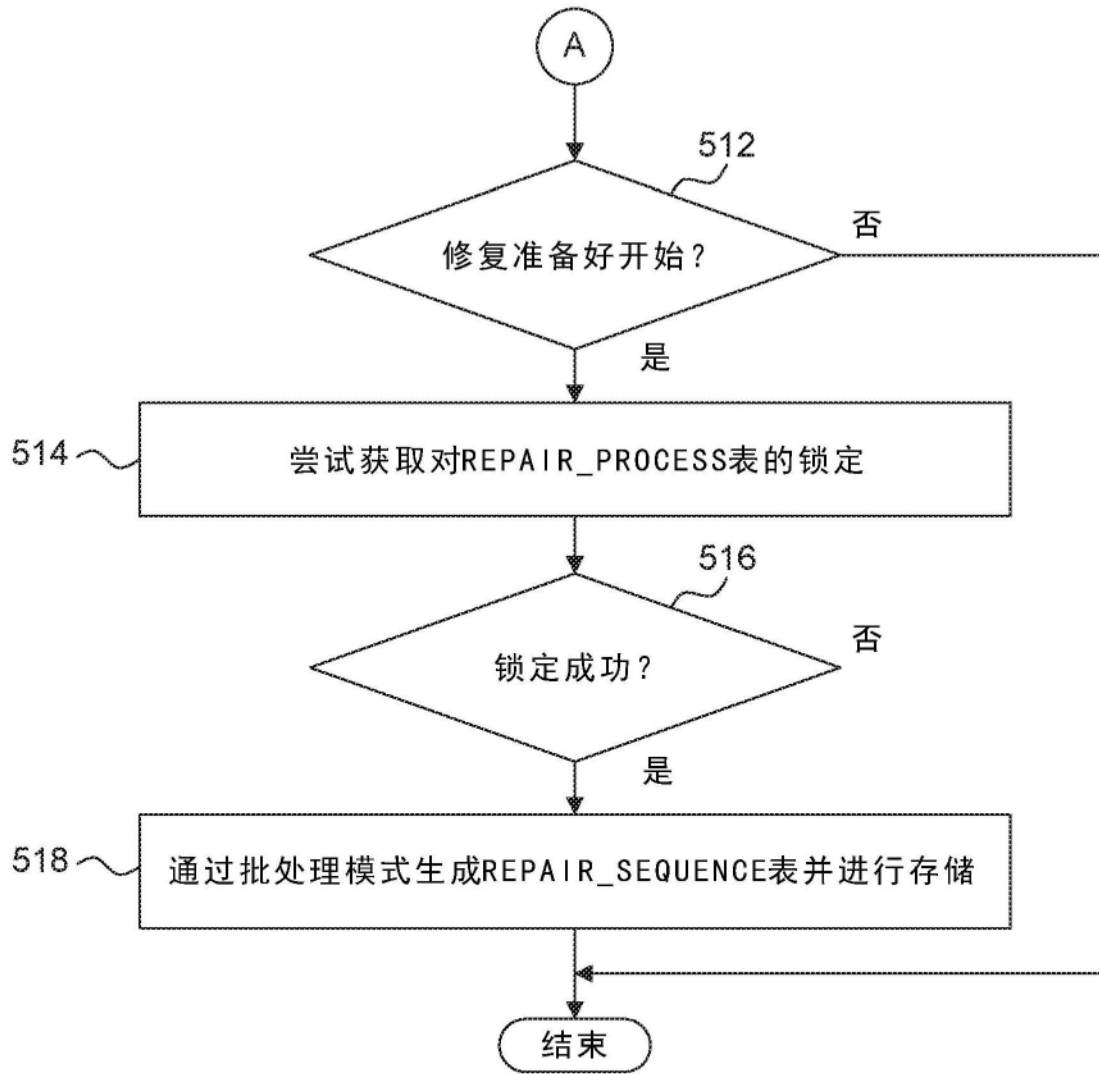 A
512
修复准备好开始?
否
是
514
尝试获取对REPAIR_PROCESS表的锁定
516
否
锁定成功?
是
518
通过批处理模式生成REPAIR_SEQUENCE表并进行存储
结束